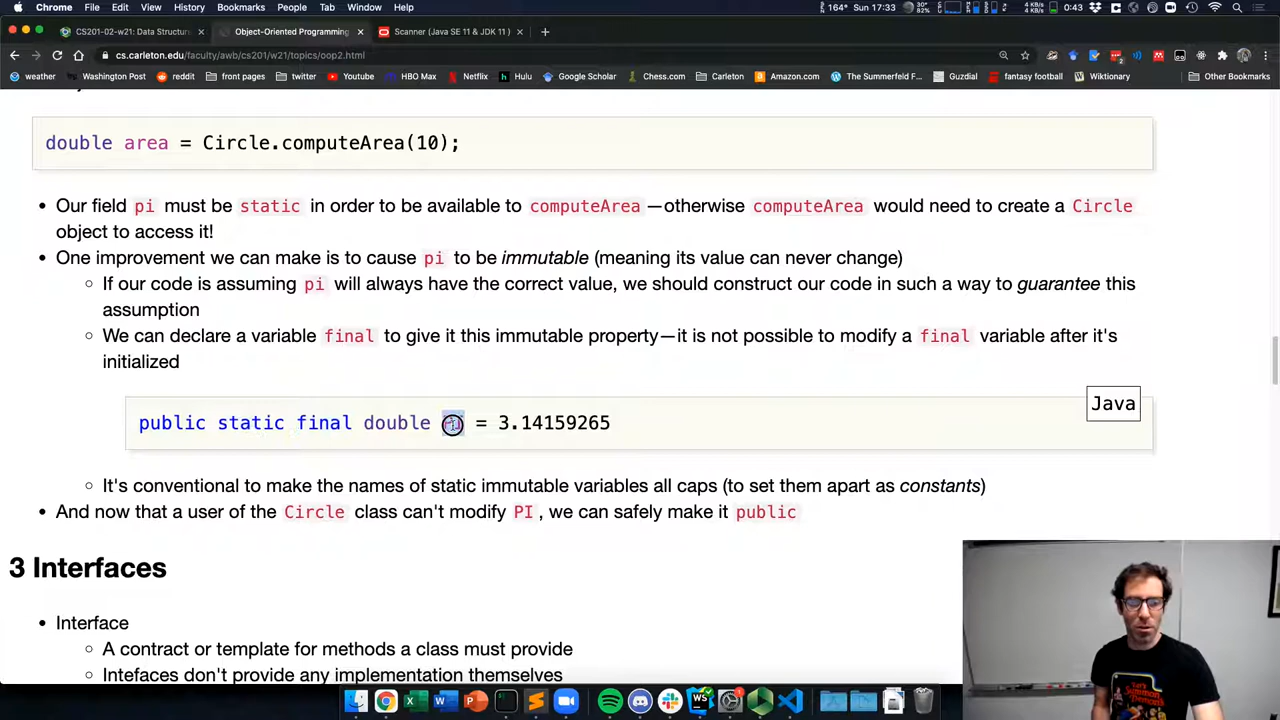 Chrome File Edit View History Bookmarks People Tab Window Help
164° Sun 17:33
0:43
CS201-02-w21: Data Structure
Object-Oriented Programming
Scanner (Java SE 11 & JDK 11 )
cs.carleton.edu/faculty/awb/cs201/w21/topics/oop2.html
weather Washington Post reddit front pages twitter Youtube HBO Max Netflix Hulu Google Scholar Chess.com Carleton Amazon.com The Summerfeld F... Guzdial fantasy football Wiktionary Other Bookmarks
double area = Circle.computeArea(10);
• Our field pi must be static in order to be available to computeArea—otherwise computeArea would need to create a Circle
object to access it!
• One improvement we can make is to cause pi to be immutable (meaning its value can never change)
◦ If our code is assuming pi will always have the correct value, we should construct our code in such a way to guarantee this
assumption
◦ We can declare a variable final to give it this immutable property—it is not possible to modify a final variable after it's
initialized
Java
public static final double = 3.14159265
◦ It's conventional to make the names of static immutable variables all caps (to set them apart as constants)
• And now that a user of the Circle class can't modify PI, we can safely make it public
3 Interfaces
• Interface
◦ A contract or template for methods a class must provide
◦ Intefaces don't provide any implementation themselves